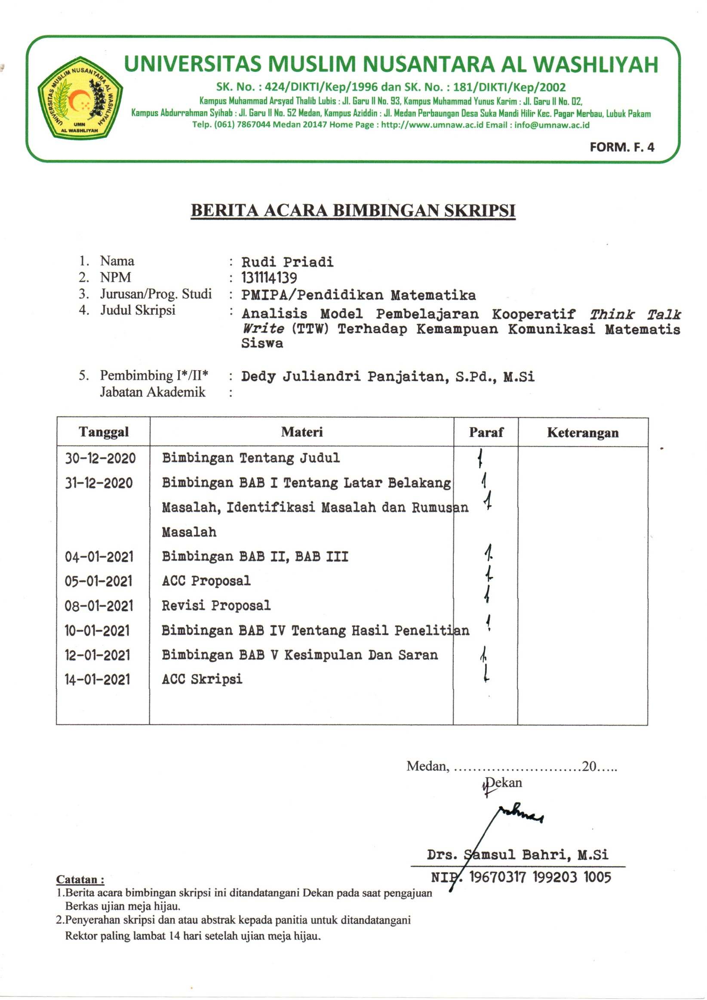 UNIVERSITAS MUSLIM NUSANTARA AL WASHLIYAH
UMN
AL WASHLIYAH
UNIVERSITAS MUSLIM NUSANTARA AL WASHLIYAH
SK. No. : 424/DIKTI/Kep/1996 dan SK. No. : 181/DIKTI/Kep/2002
Kampus Muhammad Arsyad Thalib Lubis : Jl. Garu II No. 93, Kampus Muhammad Yunus Karim : Jl. Garu II No. 02,
Kampus Abdurrahman Syihab : Jl. Garu II No. 52 Medan, Kampus Aziddin : Jl. Medan Perbaungan Desa Suka Mandi Hilir Kec. Pagar Merbau, Lubuk Pakam
Telp. (061) 7867044 Medan 20147 Home Page : http://www.umnaw.ac.id Email : info@umnaw.ac.id
FORM. F. 4
BERITA ACARA BIMBINGAN SKRIPSI
1. Nama : Rudi Priadi
2. NPM : 131114139
3. Jurusan/Prog. Studi : PMIPA/Pendidikan Matematika
4. Judul Skripsi : Analisis Model Pembelajaran Kooperatif Think Talk
Write (TTW) Terhadap Kemampuan Komunikasi Matematis
Siswa
5. Pembimbing I*/II* : Dedy Juliandri Panjaitan, S.Pd., M.Si
Jabatan Akademik :
Tanggal Materi Paraf Keterangan
30-12-2020 Bimbingan Tentang Judul
31-12-2020 Bimbingan BAB I Tentang Latar Belakang
Masalah, Identifikasi Masalah dan Rumusan
Masalah
04-01-2021 Bimbingan BAB II, BAB III
05-01-2021 ACC Proposal
08-01-2021 Revisi Proposal
10-01-2021 Bimbingan BAB IV Tentang Hasil Penelitian
12-01-2021 Bimbingan BAB V Kesimpulan Dan Saran
14-01-2021 ACC Skripsi
Medan, ...........................20.....
Dekan
Drs. Samsul Bahri, M.Si
NIP. 19670317 199203 1005
Catatan :
1.Berita acara bimbingan skripsi ini ditandatangani Dekan pada saat pengajuan
Berkas ujian meja hijau.
2.Penyerahan skripsi dan atau abstrak kepada panitia untuk ditandatangani
Rektor paling lambat 14 hari setelah ujian meja hijau.